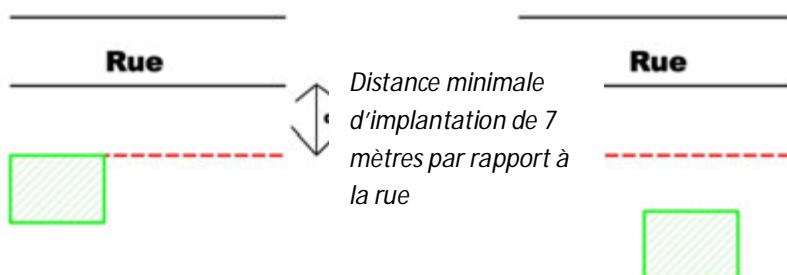 Rue
Distance minimale
d'implantation de 7
mètres par rapport à
la rue
Rue